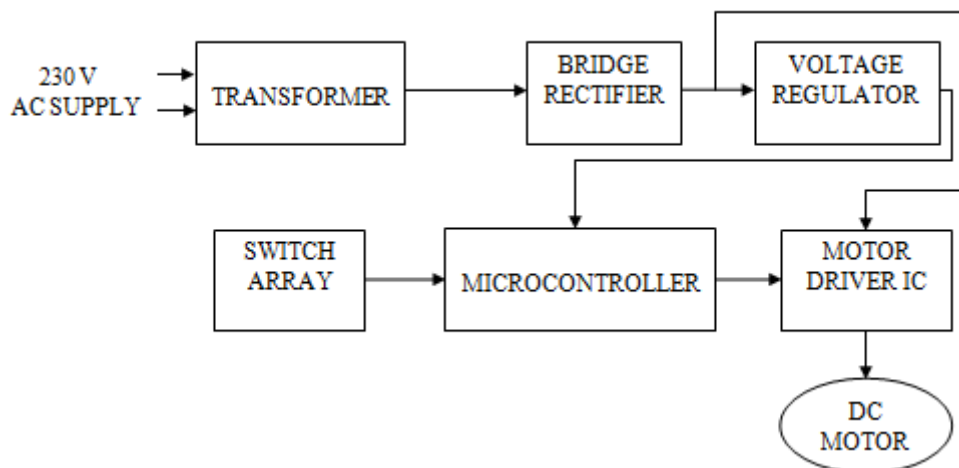 230 V
AC SUPPLY
TRANSFORMER
BRIDGE
RECTIFIER
VOLTAGE
REGULATOR
SWITCH
ARRAY
MICROCONTROLLER
MOTOR
DRIVER IC
DC
MOTOR